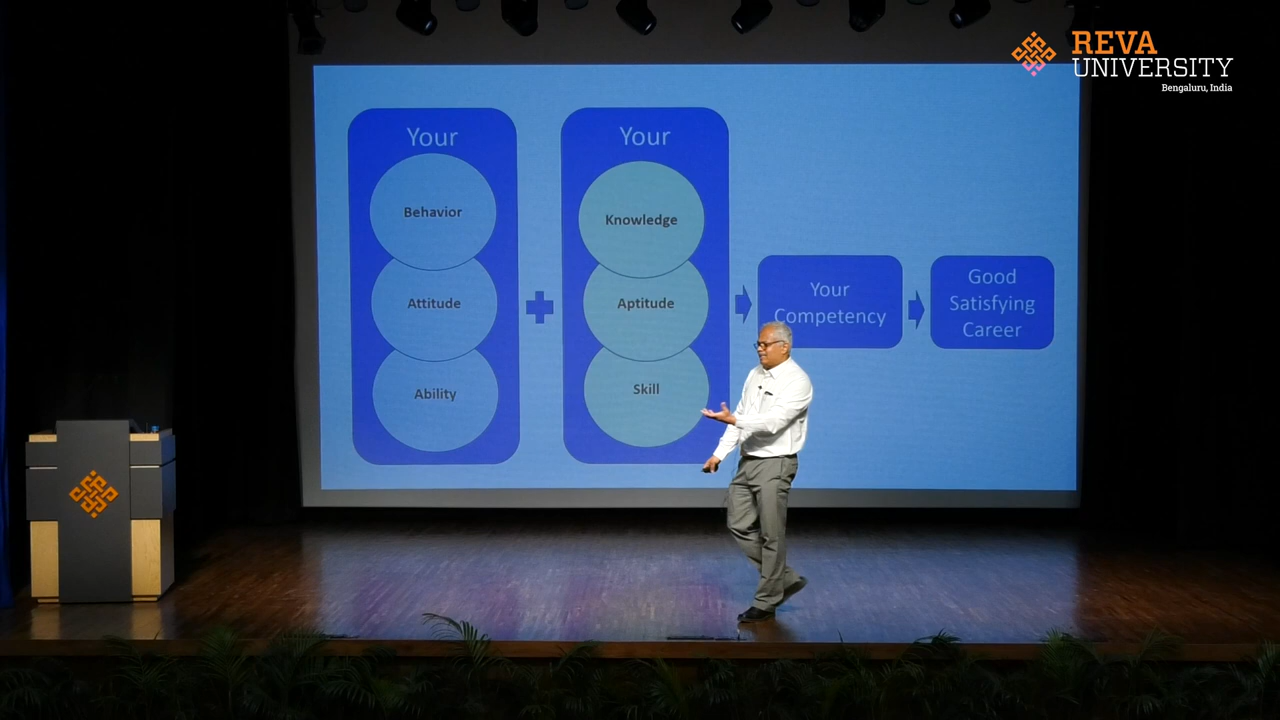 REVA
UNIVERSITY
Bengaluru, India
Your
Behavior
Attitude
Ability
Your
Knowledge
Aptitude
Skill
Your
Competency
Good
Satisfying
Career